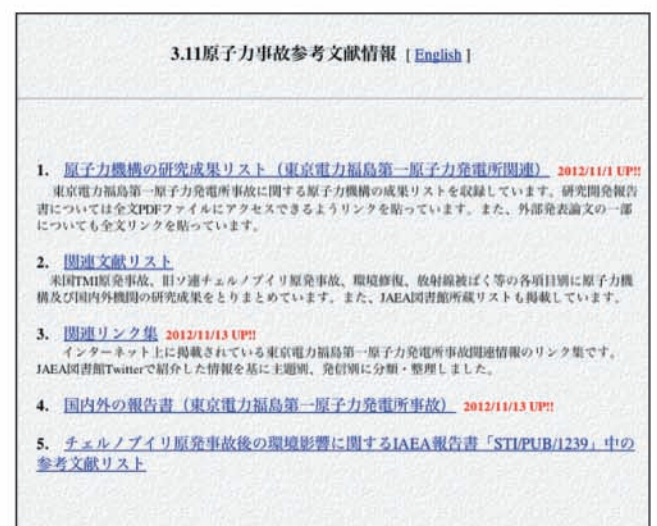 3.11原子力事故参考文献情報 [ English ]
1. 原子力機構の研究成果リスト（東京電力福島第一原子力発電所関連） 2012/11/1 UP!!
東京電力福島第一原子力発電所事故に関する原子力機構の成果リストを収録しています。研究開発報告
書については全文PDFファイルにアクセスできるようリンクを貼っています。また、外部発表論文の一部
についても全文リンクを貼っています。
2. 関連文献リスト
米国TMI原発事故、旧ソ連チェルノブイリ原発事故、環境修復、放射線被ばく等の各項目別に原子力機
構及び国内外機関の研究成果をとりまとめています。また、JAEA図書館所蔵リストも掲載しています。
3. 関連リンク集 2012/11/13 UP!!
インターネット上に掲載されている東京電力福島第一原子力発電所事故関連情報のリンク集です。
JAEA図書館Twitterで紹介した情報を基に主題別、発信別に分類・整理しました。
4. 国内外の報告書（東京電力福島第一原子力発電所事故） 2012/11/13 UP!!
5. チェルノブイリ原発事故後の環境影響に関するIAEA報告書「STI/PUB/1239」中の
参考文献リスト